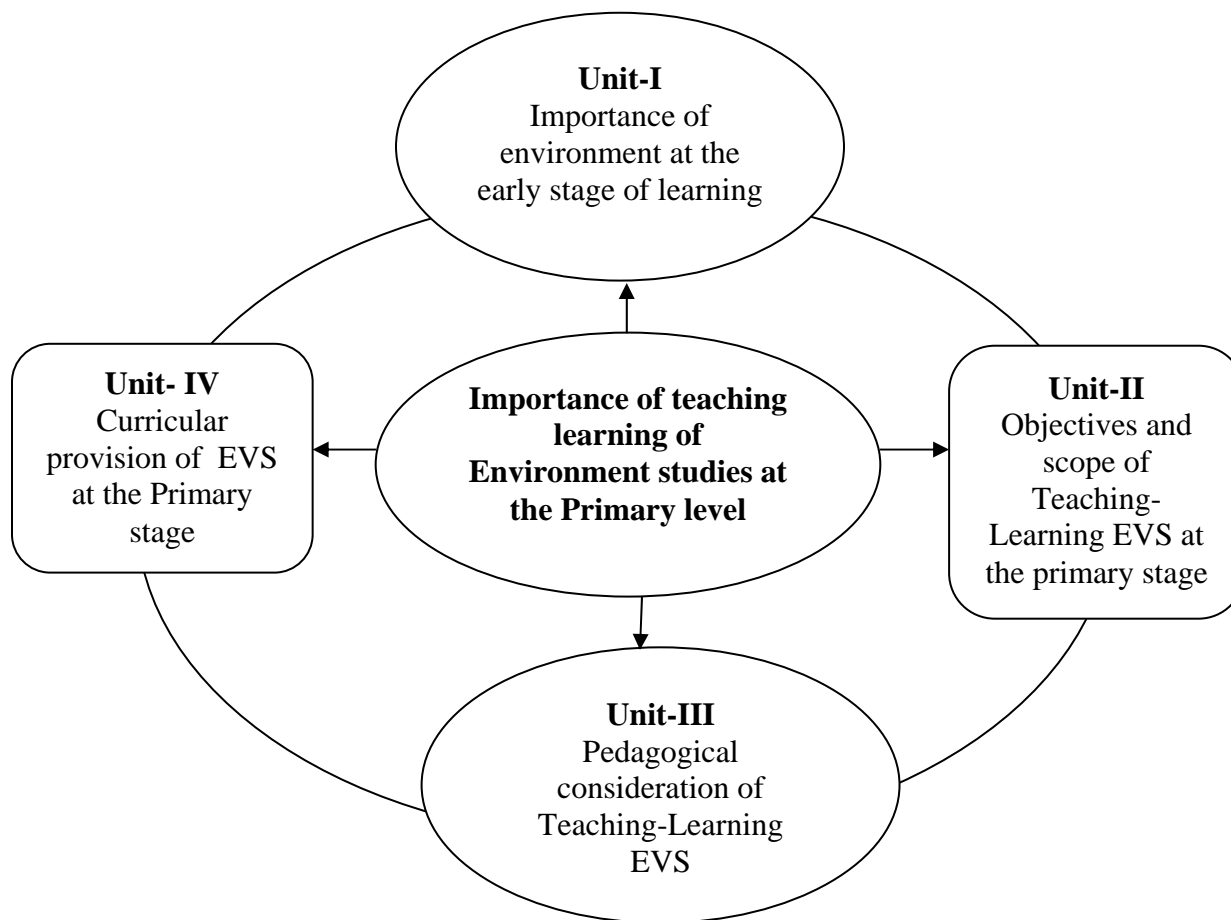 Unit-I
Importance of
environment at the
early stage of learning
Unit- IV
Curricular
provision of EVS
at the Primary
stage
Importance of teaching
learning of
Environment studies at
the Primary level
Unit-II
Objectives and
scope of
Teaching-
Learning EVS at
the primary stage
Unit-III
Pedagogical
consideration of
Teaching-Learning
EVS